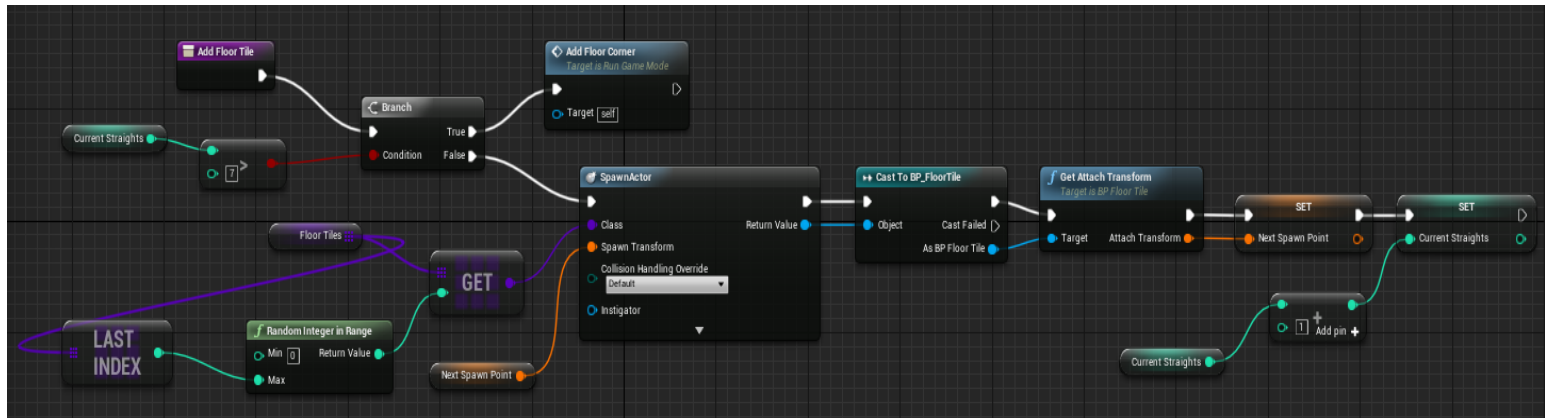 Add Floor Tile
Add Floor Corner
Target is Run Game Mode
Target self
Branch
True
Condition False
Current Straights
7 >
SpawnActor
Class Return Value
Spawn Transform
Collision Handling Override
Default
Instigator
Cast To BP_FloorTile
Object Cast Failed
As BP Floor Tile
Get Attach Transform
Target is BP Floor Tile
Target Attach Transform
SET
Next Spawn Point
SET
Current Straights
Floor Tiles
GET
LAST
INDEX
Random Integer in Range
Min 0 Return Value
Max
Next Spawn Point
1 + Add pin +
Current Straights